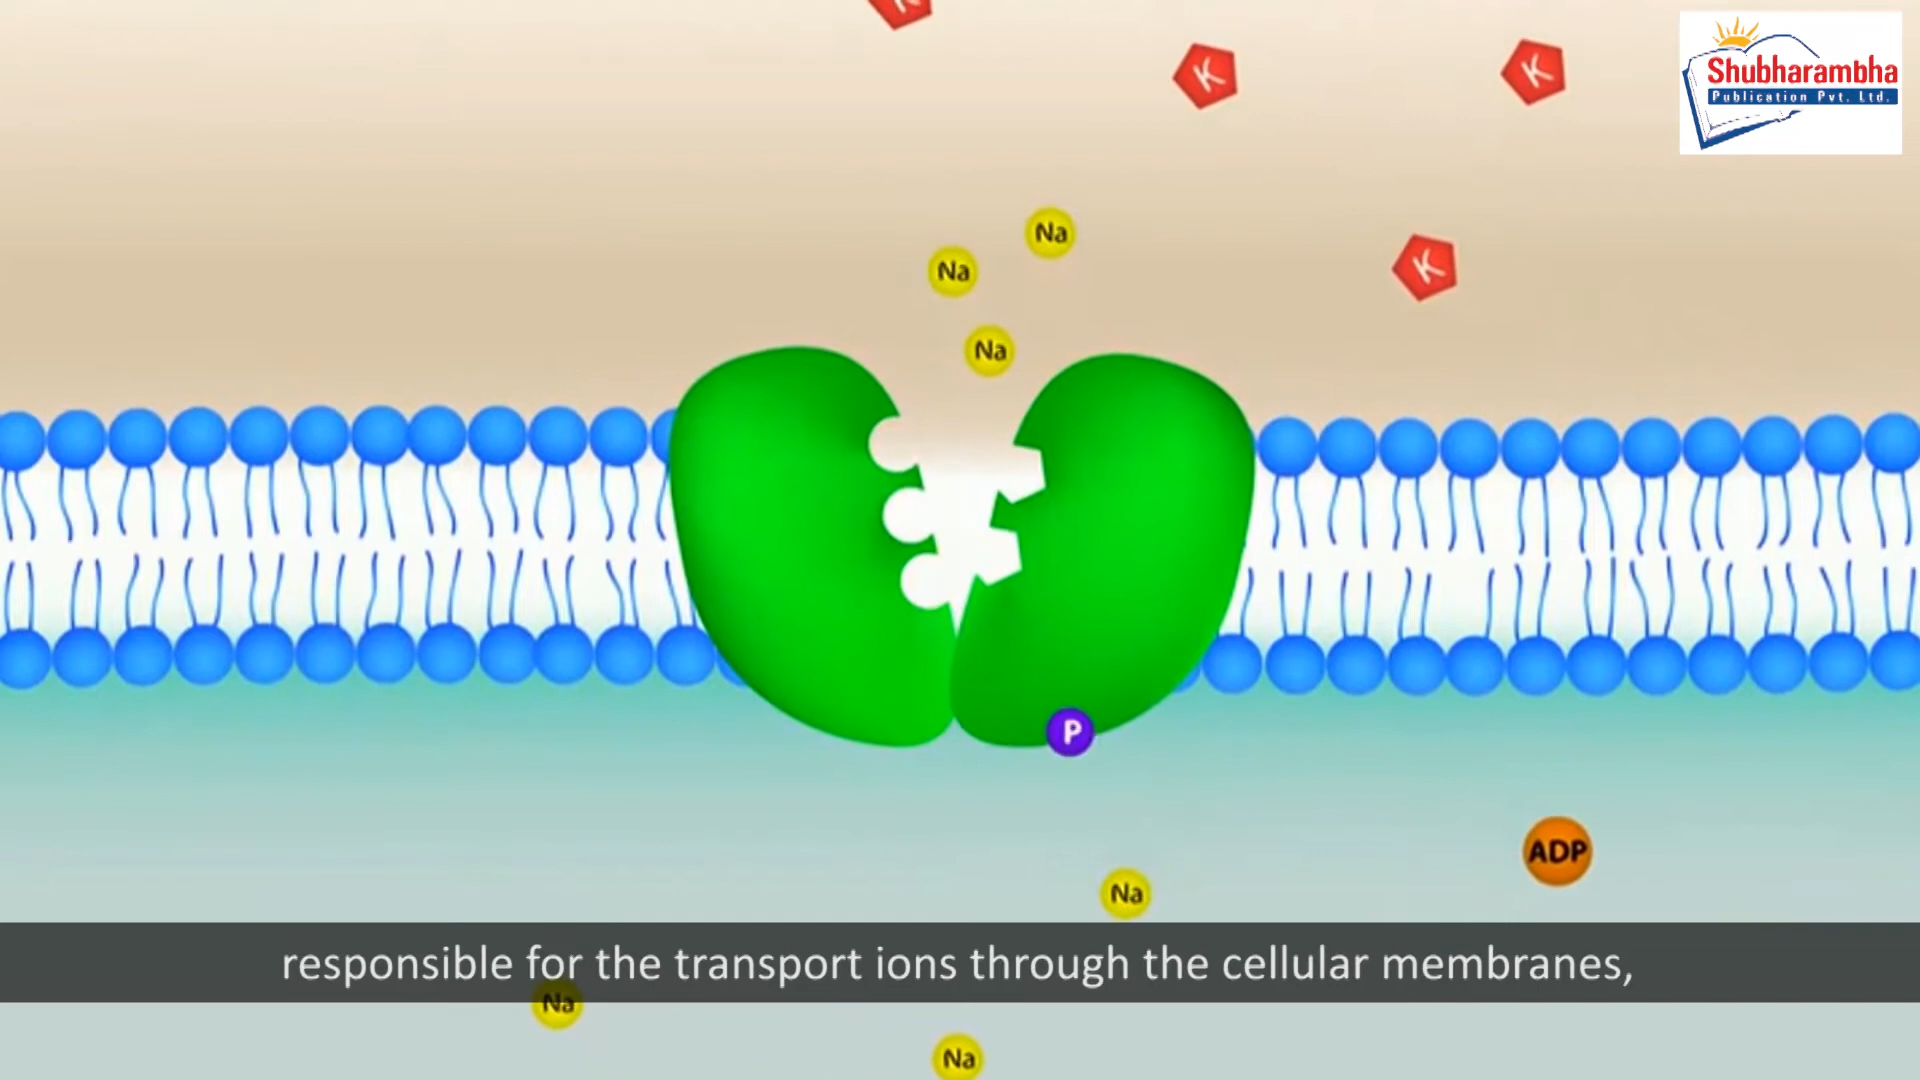 K
K
K
Shubharambha
Publication Pvt. Ltd.
Na
Na
K
Na
P
ADP
Na
responsible for the transport ions through the cellular membranes,
Na
Na